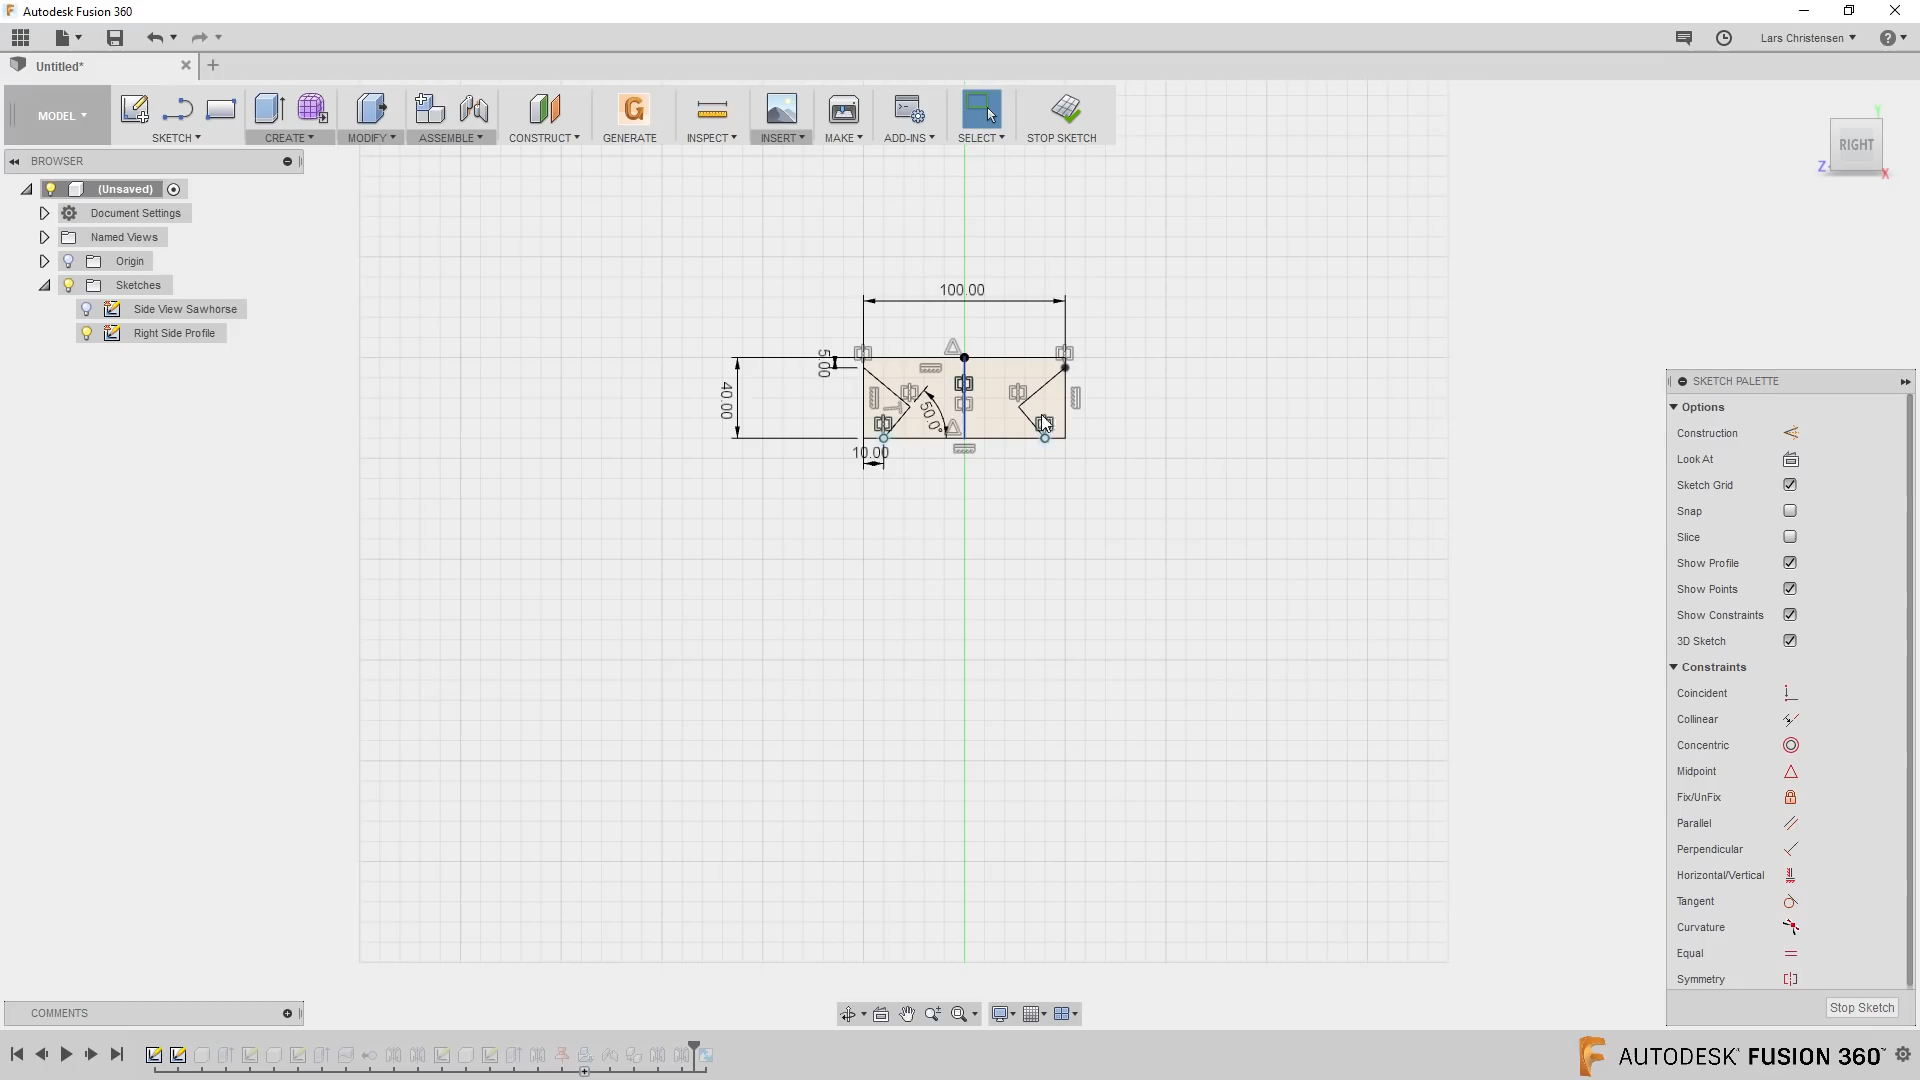 Autodesk Fusion 360
Lars Christensen
Untitled*
MODEL
SKETCH
CREATE
MODIFY
ASSEMBLE
CONSTRUCT
GENERATE
INSPECT
INSERT
MAKE
ADD-INS
SELECT
STOP SKETCH
BROWSER
(Unsaved)
Document Settings
Named Views
Origin
Sketches
Side View Sawhorse
Right Side Profile
RIGHT
Y
Z
X
100.00
5.00
40.00
50.0°
10.00
SKETCH PALETTE
Options
Construction
Look At
Sketch Grid
Snap
Slice
Show Profile
Show Points
Show Constraints
3D Sketch
Constraints
Coincident
Collinear
Concentric
Midpoint
Fix/UnFix
Parallel
Perpendicular
Horizontal/Vertical
Tangent
Curvature
Equal
Symmetry
Stop Sketch
COMMENTS
AUTODESK® FUSION 360™